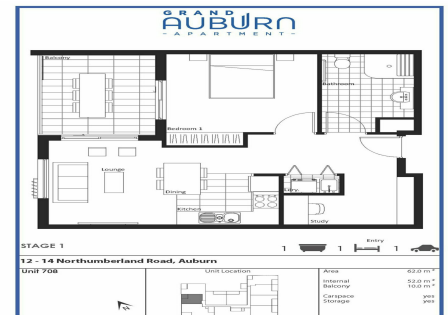 GRAND
AUBURN
- APARTMENT -
Balcony
Bathroom
Bedroom 1
Lounge
Dining
Kitchen
Study
Entry
STAGE 1
1 1 1
12 - 14 Northumberland Road, Auburn
Unit 708
Unit Location
Area 62.0 m²
Internal 52.0 m²
Balcony 10.0 m²
Carspace yes
Storage yes